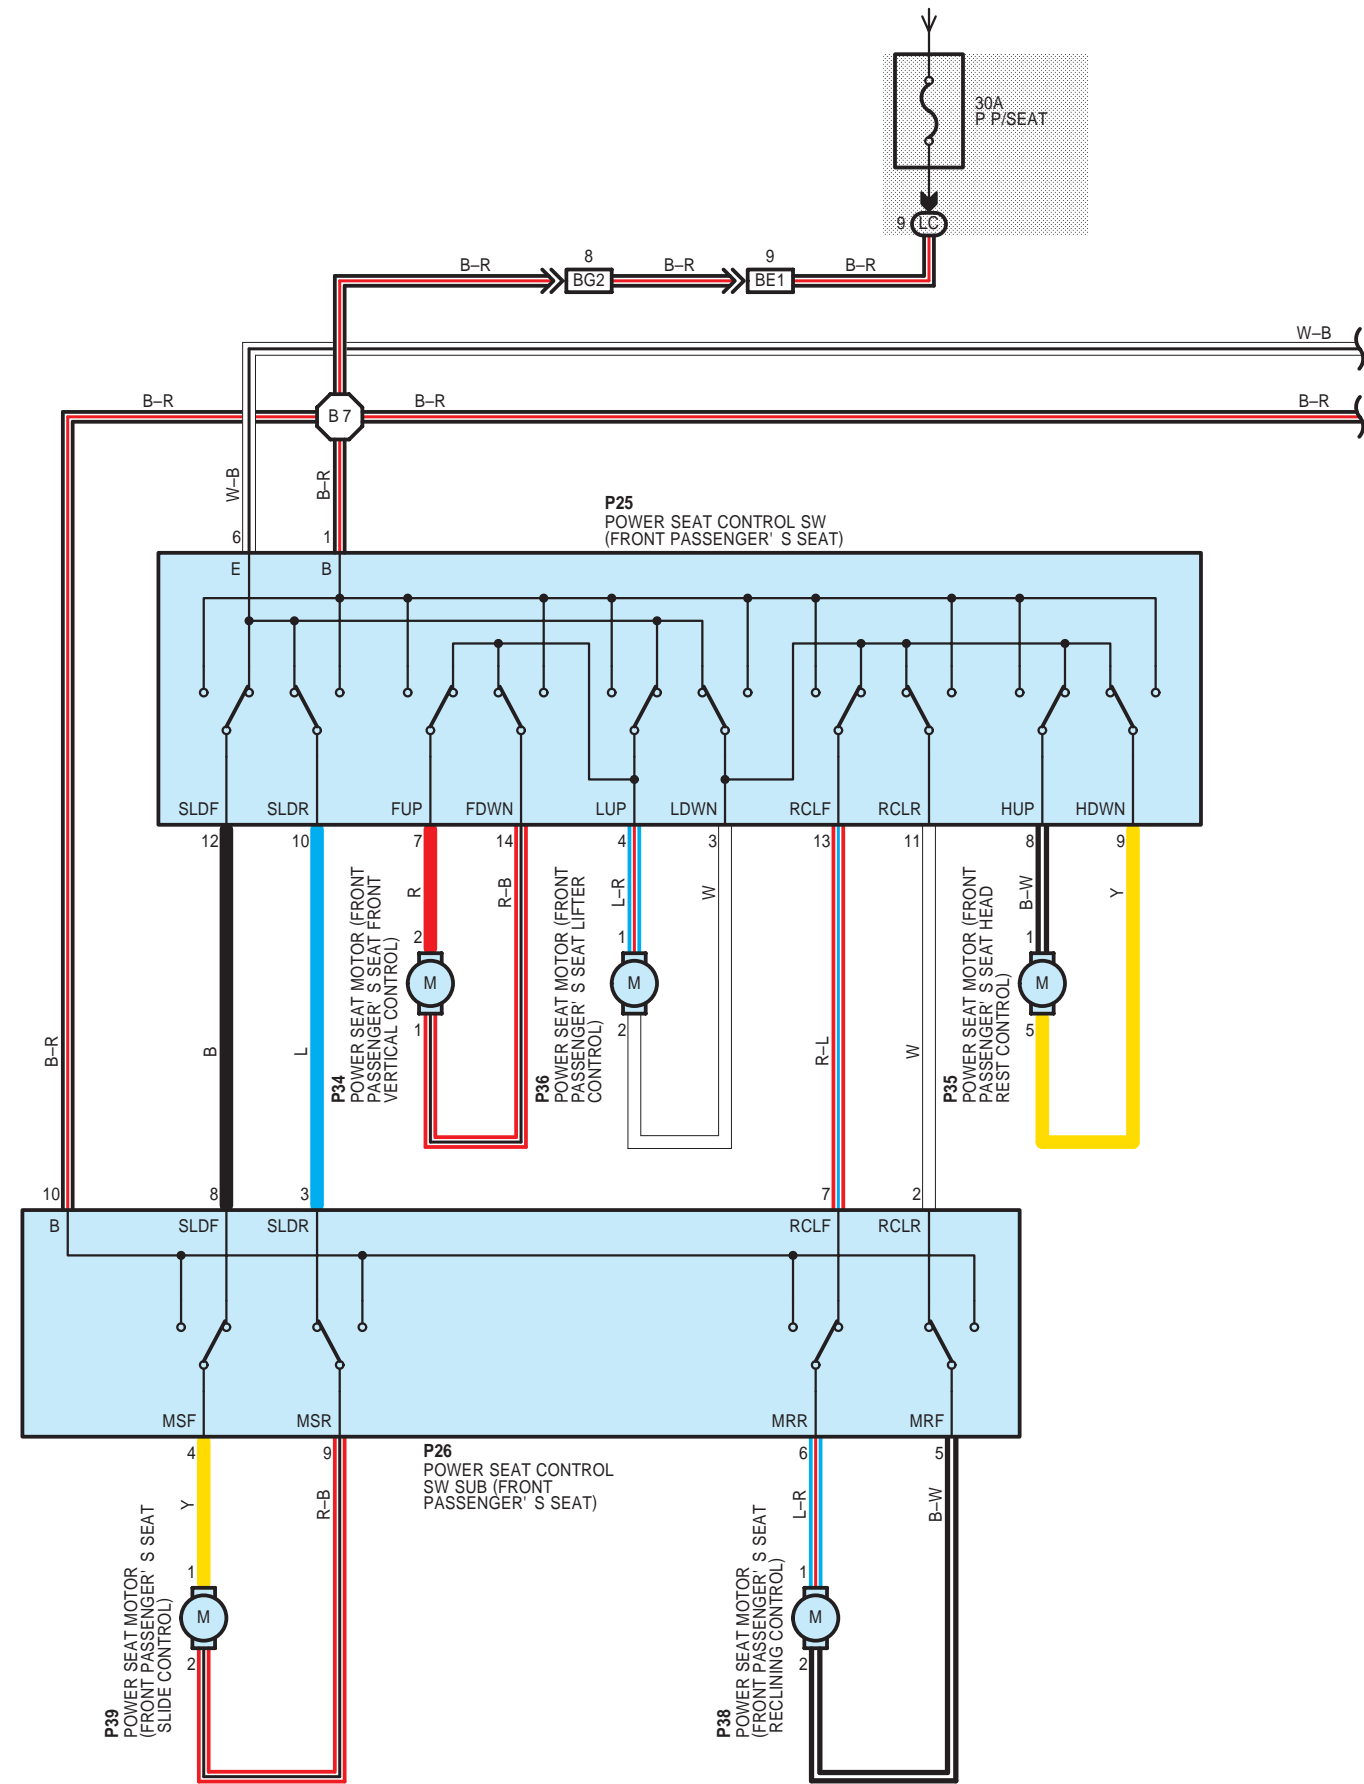 30A
P P/SEAT
9 LC
B–R
8
BG2
B–R
9
BE1
B–R
W–B
B–R
B 7
B–R
B–R
W–B
B–R
P25
POWER SEAT CONTROL SW
(FRONT PASSENGER' S SEAT)
6
1
E
B
SLDF
SLDR
FUP
FDWN
LUP
LDWN
RCLF
RCLR
HUP
HDWN
12
10
7
14
4
3
13
11
8
9
R
R–B
L–R
W
B–W
Y
2
1
1
M
M
M
1
2
5
P34
POWER SEAT MOTOR (FRONT
PASSENGER' S SEAT FRONT
VERTICAL CONTROL)
P36
POWER SEAT MOTOR (FRONT
PASSENGER' S SEAT LIFTER
CONTROL)
P35
POWER SEAT MOTOR (FRONT
PASSENGER' S SEAT HEAD
REST CONTROL)
B–R
B
L
R–L
W
10
8
3
7
2
B
SLDF
SLDR
RCLF
RCLR
MSF
MSR
MRR
MRF
4
9
6
5
P26
POWER SEAT CONTROL
SW SUB (FRONT
PASSENGER' S SEAT)
Y
R–B
L–R
B–W
1
1
M
M
2
2
P39
POWER SEAT MOTOR
(FRONT PASSENGER' S SEAT
SLIDE CONTROL)
P38
POWER SEAT MOTOR
(FRONT PASSENGER' S SEAT
RECLINING CONTROL)